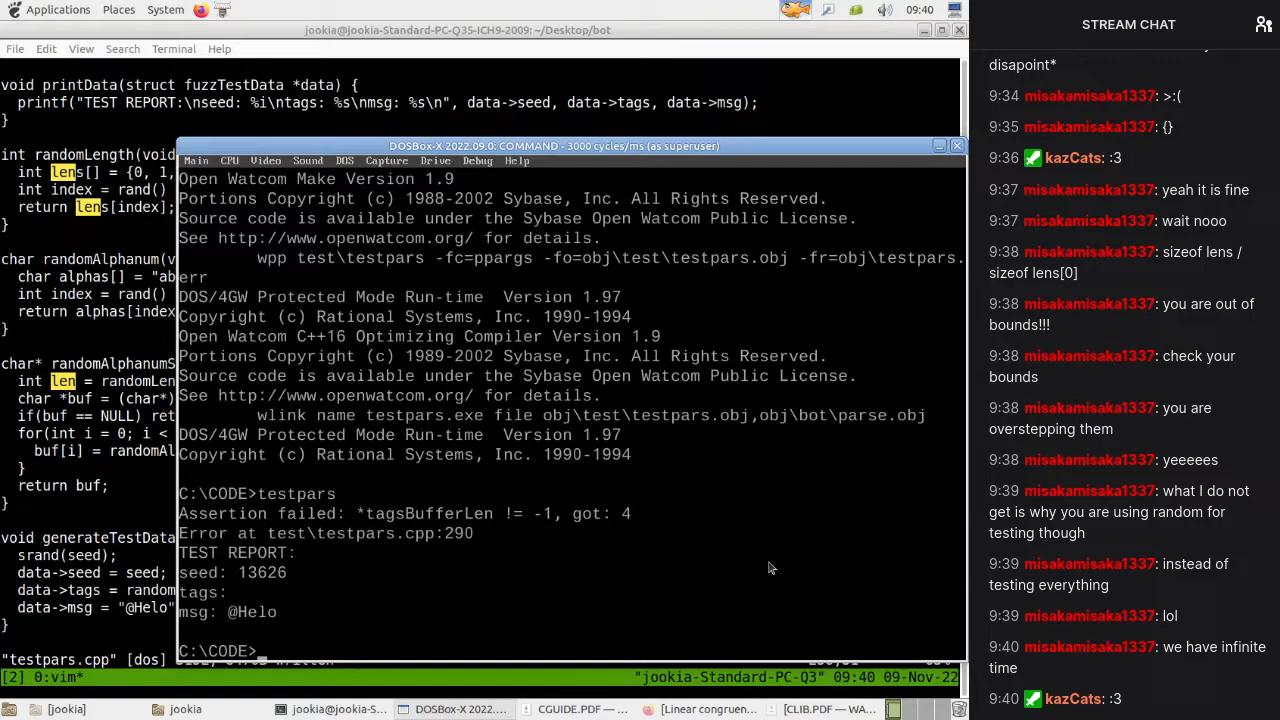 Applications Places System 09:40
jookia@jookia-Standard-PC-Q35-ICH9-2009: ~/Desktop/bot
File Edit View Search Terminal Help
void printData(struct fuzzTestData *data) {
printf("TEST REPORT:\nseed: %i\ntags: %s\nmsg: %s\n", data->seed, data->tags, data->msg);
}
int randomLength(void
int lens[] = {0, 1,
int index = rand()
return lens[index];
}
char randomAlphanum(v
char alphas[] = "ab
int index = rand()
return alphas[index
}
char* randomAlphanumS
int len = randomLen
char *buf = (char*)
if(buf == NULL) ret
for(int i = 0; i <
buf[i] = randomAl
}
return buf;
}
void generateTestData
srand(seed);
data->seed = seed;
data->tags = random
data->msg = "@Helo"
}
"testpars.cpp" [dos]
[2] 0:vim* "jookia-Standard-PC-Q3" 09:40 09-Nov-22
DOSBox-X 2022.09.0: COMMAND - 3000 cycles/ms (as superuser)
Main CPU Video Sound DOS Capture Drive Debug Help
Open Watcom Make Version 1.9
Portions Copyright (c) 1988-2002 Sybase, Inc. All Rights Reserved.
Source code is available under the Sybase Open Watcom Public License.
See http://www.openwatcom.org/ for details.
wpp test\testpars -fc=ppargs -fo=obj\test\testpars.obj -fr=obj\testpars.
err
DOS/4GW Protected Mode Run-time Version 1.97
Copyright (c) Rational Systems, Inc. 1990-1994
Open Watcom C++16 Optimizing Compiler Version 1.9
Portions Copyright (c) 1989-2002 Sybase, Inc. All Rights Reserved.
Source code is available under the Sybase Open Watcom Public License.
See http://www.openwatcom.org/ for details.
wlink name testpars.exe file obj\test\testpars.obj,obj\bot\parse.obj
DOS/4GW Protected Mode Run-time Version 1.97
Copyright (c) Rational Systems, Inc. 1990-1994
C:\CODE>testpars
Assertion failed: *tagsBufferLen != -1, got: 4
Error at test\testpars.cpp:290
TEST REPORT:
seed: 13626
tags:
msg: @Helo
C:\CODE>_
[jookia] jookia jookia@jookia-S... DOSBox-X 2022... CGUIDE.PDF —... [Linear congruen... [CLIB.PDF — WA...
STREAM CHAT
disapoint*
9:34 misakamisaka1337: >:(
9:35 misakamisaka1337: {}
9:36 kazCats: :3
9:37 misakamisaka1337: yeah it is fine
9:37 misakamisaka1337: wait nooo
9:38 misakamisaka1337: sizeof lens /
sizeof lens[0]
9:38 misakamisaka1337: you are out of
bounds!!!
9:38 misakamisaka1337: check your
bounds
9:38 misakamisaka1337: you are
overstepping them
9:38 misakamisaka1337: yeeeees
9:39 misakamisaka1337: what I do not
get is why you are using random for
testing though
9:39 misakamisaka1337: instead of
testing everything
9:39 misakamisaka1337: lol
9:40 misakamisaka1337: we have infinite
time
9:40 kazCats: :3